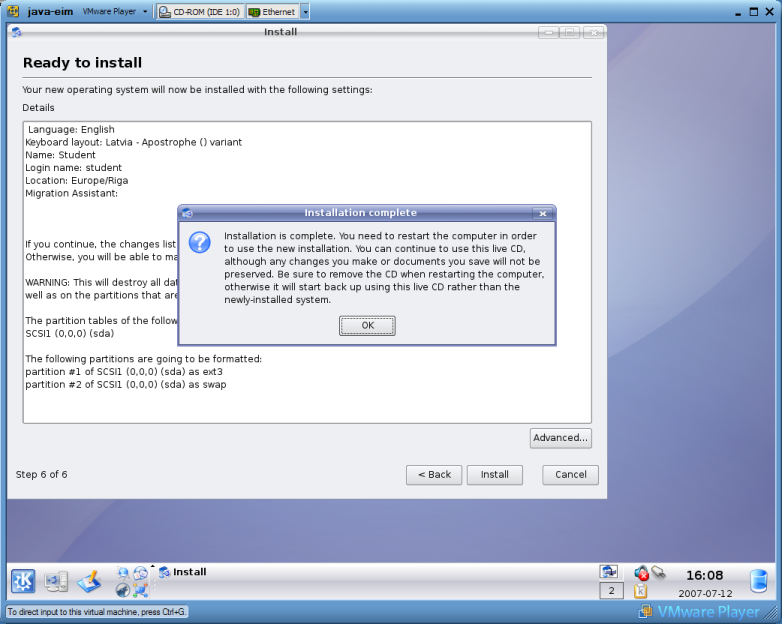 java-eim VMware Player CD-ROM (IDE 1:0) Ethernet
Install
Ready to install
Your new operating system will now be installed with the following settings:
Details
Language: English
Keyboard layout: Latvia - Apostrophe () variant
Name: Student
Login name: student
Location: Europe/Riga
Migration Assistant:
Installation complete
Installation is complete. You need to restart the computer in order
to use the new installation. You can continue to use this live CD,
although any changes you make or documents you save will not be
preserved. Be sure to remove the CD when restarting the computer,
otherwise it will start back up using this live CD rather than the
newly-installed system.
OK
If you continue, the changes list
Otherwise, you will be able to ma
WARNING: This will destroy all dat
well as on the partitions that are
The partition tables of the follow
SCSI1 (0,0,0) (sda)
The following partitions are going to be formatted:
partition #1 of SCSI1 (0,0,0) (sda) as ext3
partition #2 of SCSI1 (0,0,0) (sda) as swap
Advanced...
Step 6 of 6
< Back Install Cancel
Install
2
16:08
2007-07-12
To direct input to this virtual machine, press Ctrl+G.
VMware Player